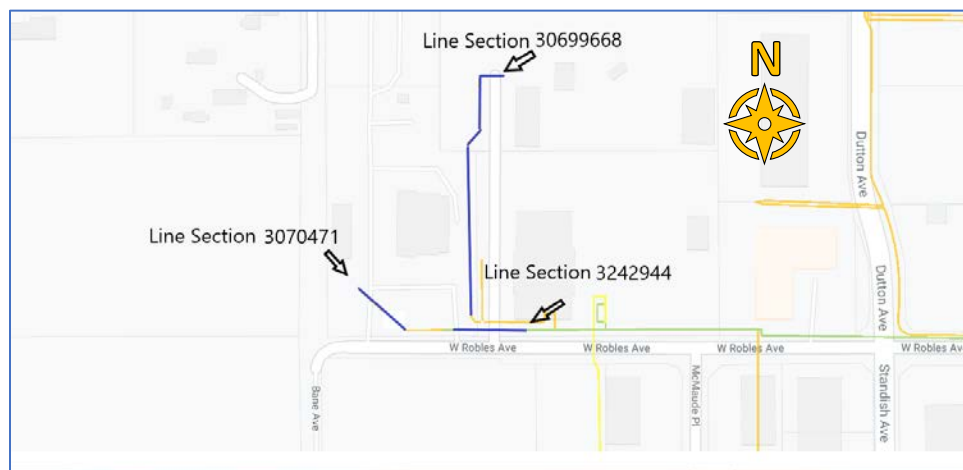 Line Section 30699668
N
Dutton Ave
Line Section 3070471
Line Section 3242944
Dutton Ave
W Robles Ave
W Robles Ave
W Robles Ave
W Robles Ave
Bane Ave
McMaude Pl
Standish Ave